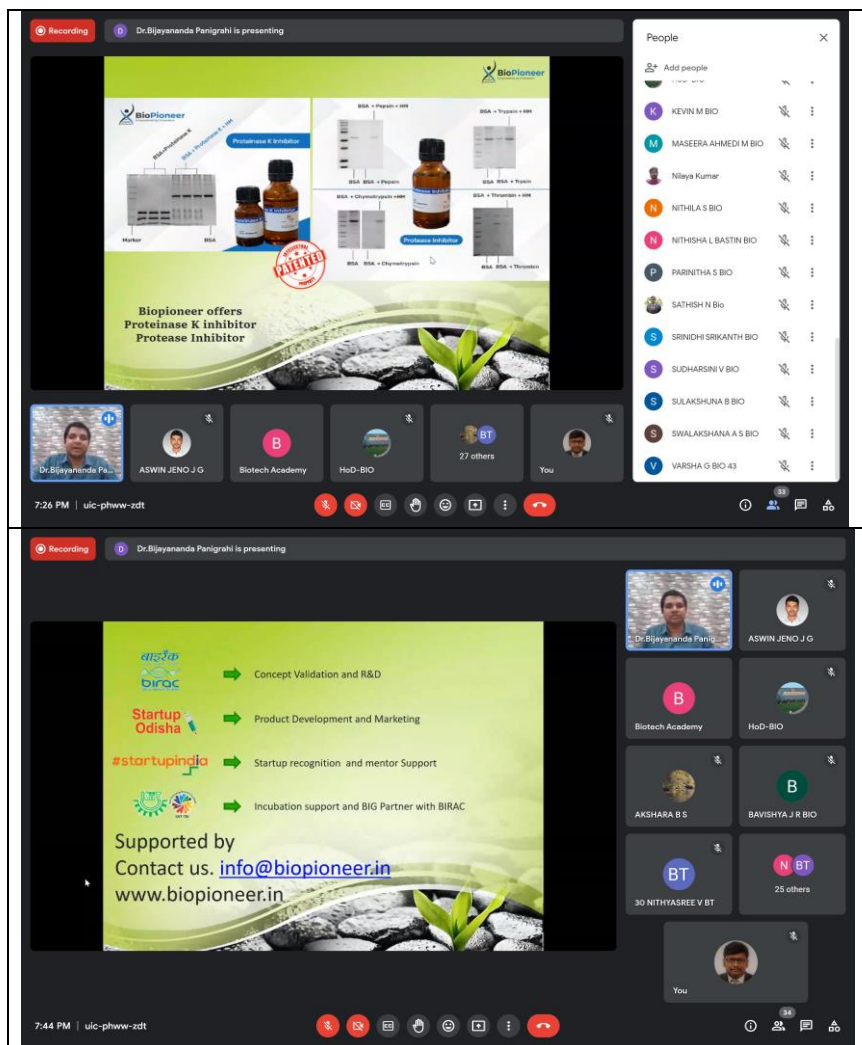 Recording
D Dr.Bijayananda Panigrahi is presenting
BioPioneer
BioPioneer
BSA+Proteinase K
BSA + Proteinase K + HM
Proteinase K Inhibitor
Marker
BSA
BSA + Pepsin + HM
BSA + Trypsin + HM
BSA BSA + Pepsin
BSA BSA + Trypsin
BSA + Chymotrypsin +HM
BSA + Thrombin + HM
BSA BSA + Chymotrypsin
Protease Inhibitor
BSA BSA + Thrombin
PATENTED
Biopioneer offers
Proteinase K inhibitor
Protease Inhibitor
People
Add people
K KEVIN M BIO
M MASEERA AHMEDI M BIO
Nilaya Kumar
N NITHILA S BIO
N NITHISHA L BASTIN BIO
P PARINITHA S BIO
SATHISH N Bio
S SRINIDHI SRIKANTH BIO
S SUDHARSINI V BIO
S SULAKSHUNA B BIO
S SWALAKSHANA A S BIO
V VARSHA G BIO 43
Dr.Bijayananda Pa...
ASWIN JENO J G
B
Biotech Academy
HoD-BIO
BT
27 others
You
7:26 PM | uic-phww-zdt
33
Recording
D Dr.Bijayananda Panigrahi is presenting
बाइरैक
birac
Concept Validation and R&D
Startup
Odisha
Product Development and Marketing
#startupindia
Startup recognition and mentor Support
Incubation support and BIG Partner with BIRAC
Supported by
Contact us. info@biopioneer.in
www.biopioneer.in
Dr.Bijayananda Panig...
ASWIN JENO J G
B
Biotech Academy
HoD-BIO
AKSHARA B S
B
BAVISHYA J R BIO
BT
30 NITHYASREE V BT
N BT
25 others
You
7:44 PM | uic-phww-zdt
34